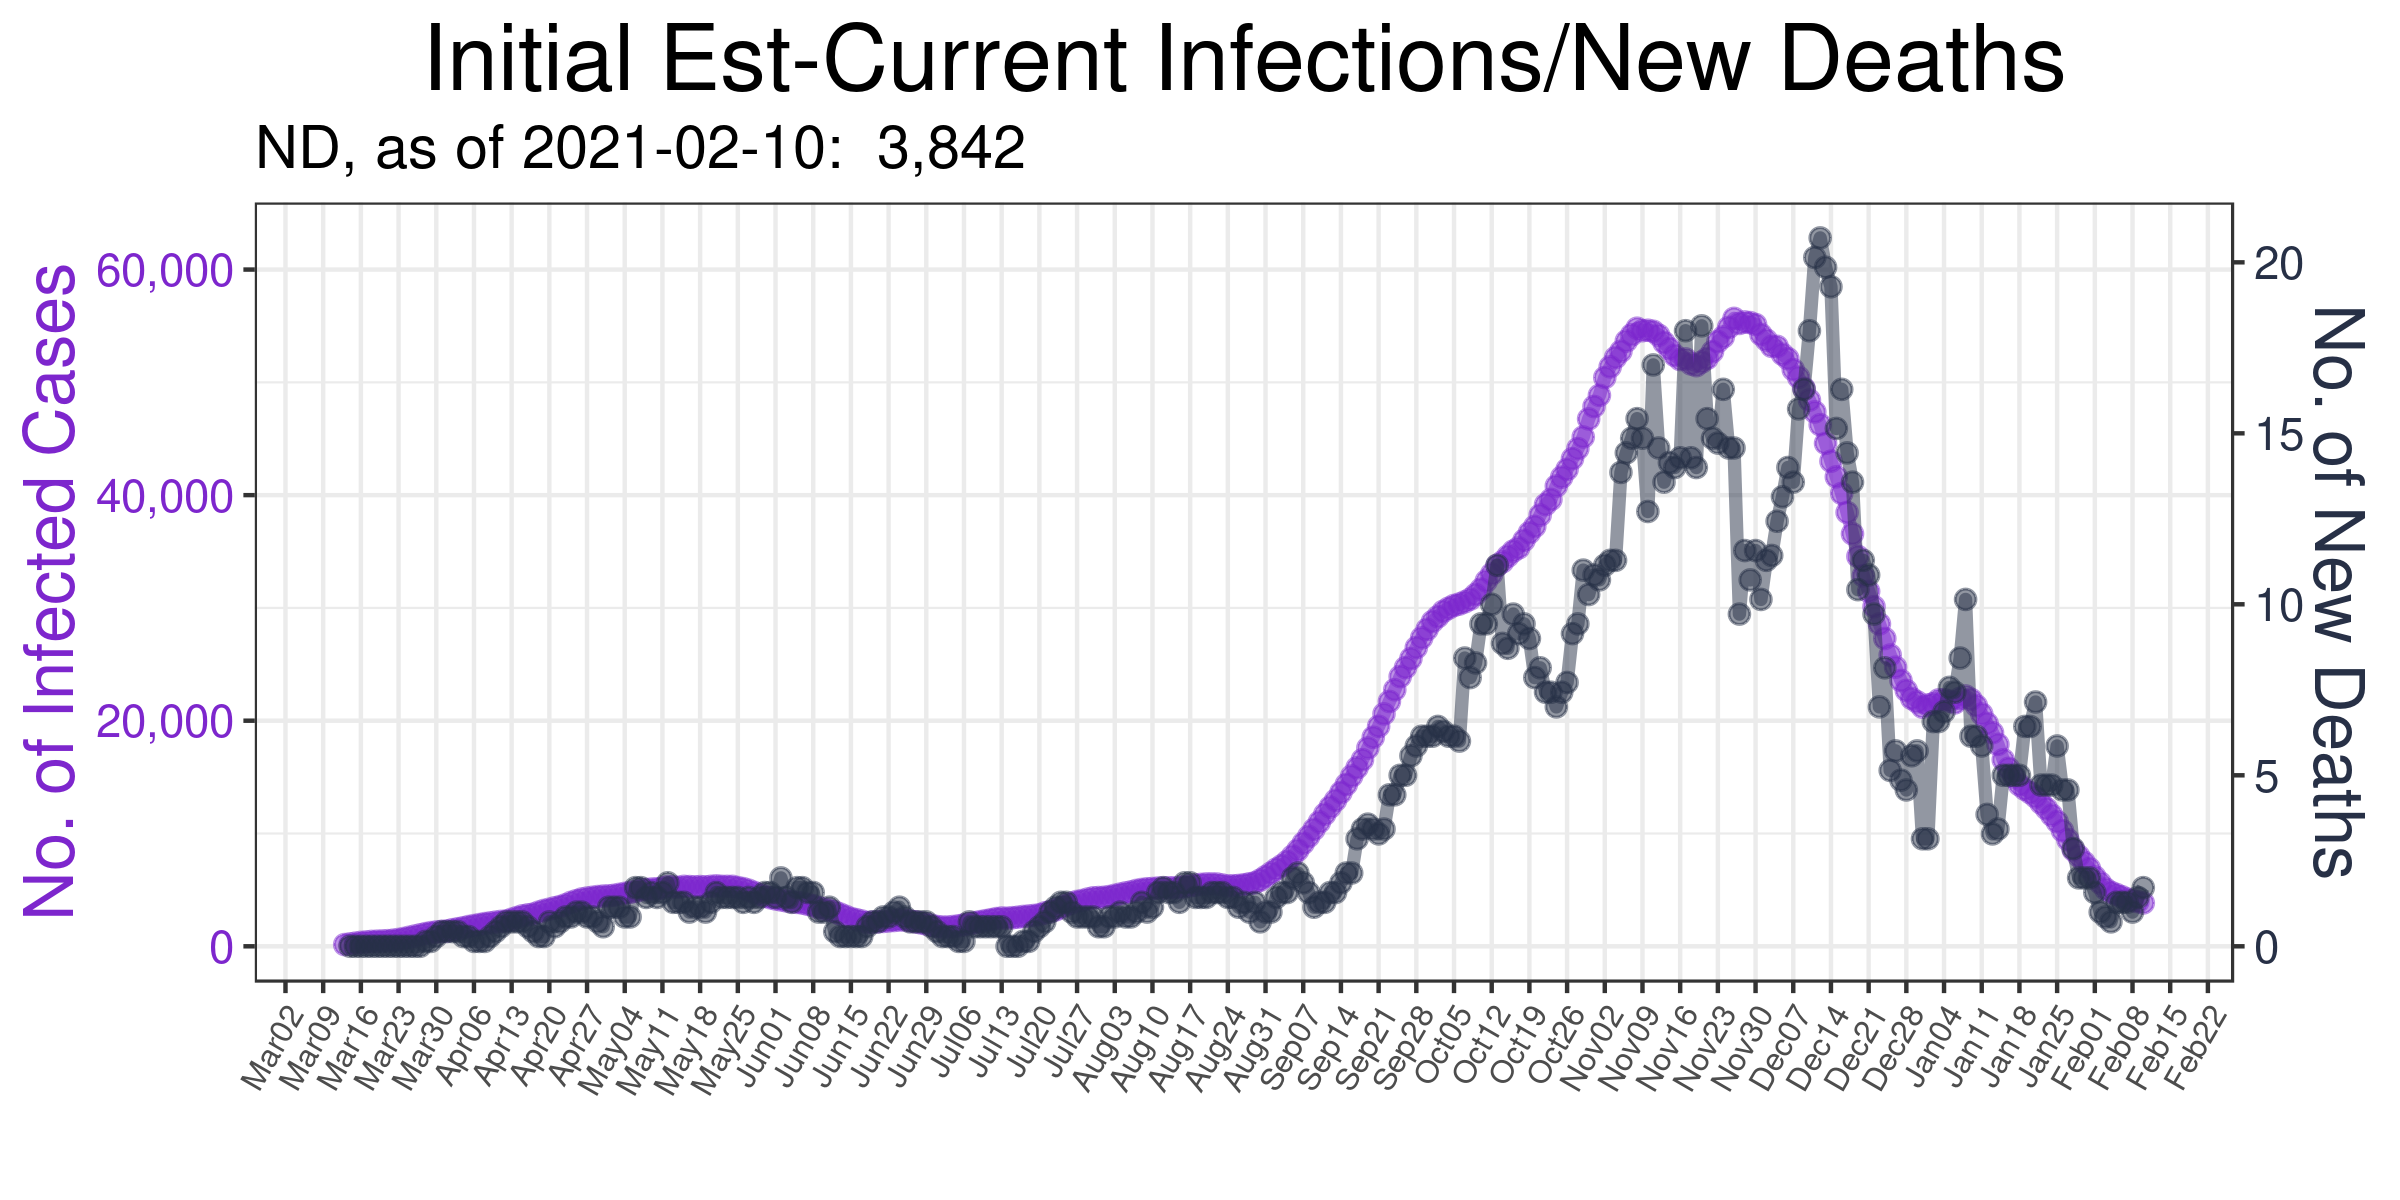 Initial Est-Current Infections/New Deaths
ND, as of 2021-02-10: 3,842
No. of Infected Cases
60,000
40,000
20,000
0
20
15
10
5
0
No. of New Deaths
Mar02
Mar09
Mar16
Mar23
Mar30
Apr06
Apr13
Apr20
Apr27
May04
May11
May18
May25
Jun01
Jun08
Jun15
Jun22
Jun29
Jul06
Jul13
Jul20
Jul27
Aug03
Aug10
Aug17
Aug24
Aug31
Sep07
Sep14
Sep21
Sep28
Oct05
Oct12
Oct19
Oct26
Nov02
Nov09
Nov16
Nov23
Nov30
Dec07
Dec14
Dec21
Dec28
Jan04
Jan11
Jan18
Jan25
Feb01
Feb08
Feb15
Feb22